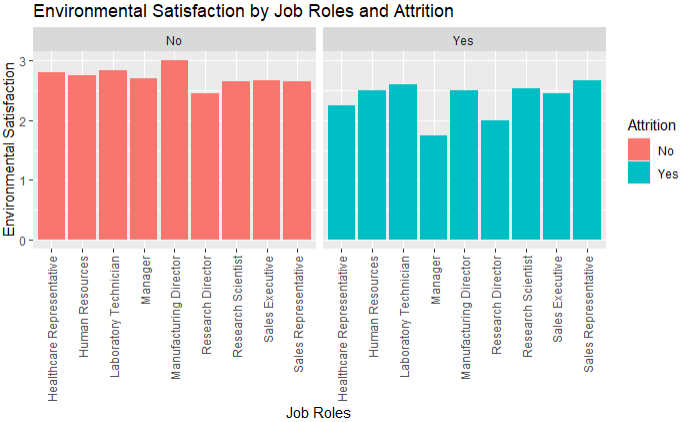 Environmental Satisfaction by Job Roles and Attrition
No
Yes
Environmental Satisfaction
3
2
1
0
Healthcare Representative
Human Resources
Laboratory Technician
Manager
Manufacturing Director
Research Director
Research Scientist
Sales Executive
Sales Representative
Healthcare Representative
Human Resources
Laboratory Technician
Manager
Manufacturing Director
Research Director
Research Scientist
Sales Executive
Sales Representative
Job Roles
Attrition
No
Yes